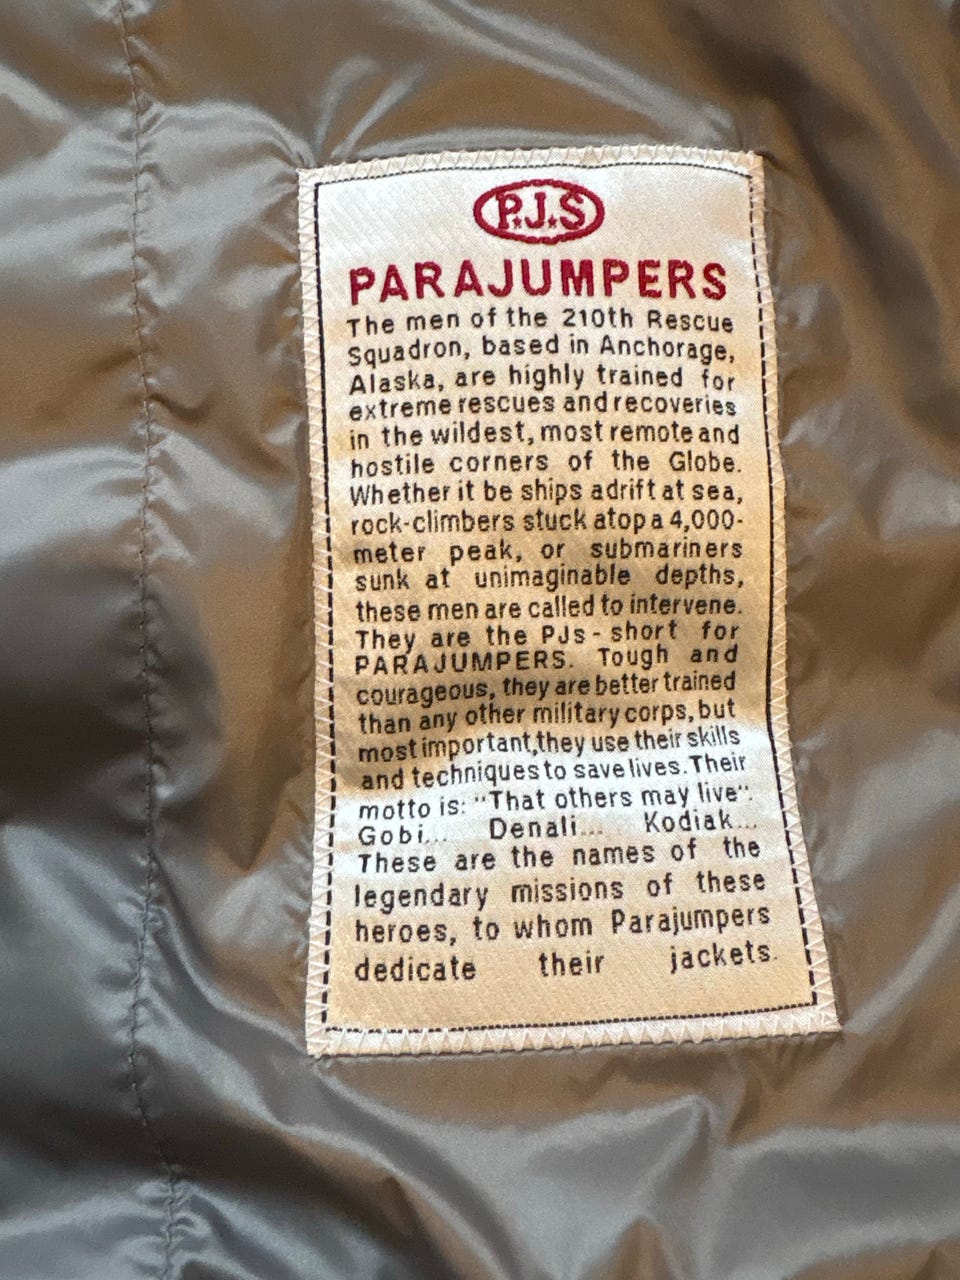 P.J.S
PARAJUMPERS
The men of the 210th Rescue
Squadron, based in Anchorage,
Alaska, are highly trained for
extreme rescues and recoveries
in the wildest, most remote and
hostile corners of the Globe.
Whether it be ships adrift at sea,
rock-climbers stuck atop a 4,000-
meter peak, or submariners
sunk at unimaginable depths,
these men are called to intervene.
They are the PJs - short for
PARAJUMPERS. Tough and
courageous, they are better trained
than any other military corps, but
most important,they use their skills
and techniques to save lives. Their
motto is: "That others may live".
Gobi... Denali... Kodiak...
These are the names of the
legendary missions of these
heroes, to whom Parajumpers
dedicate their jackets.